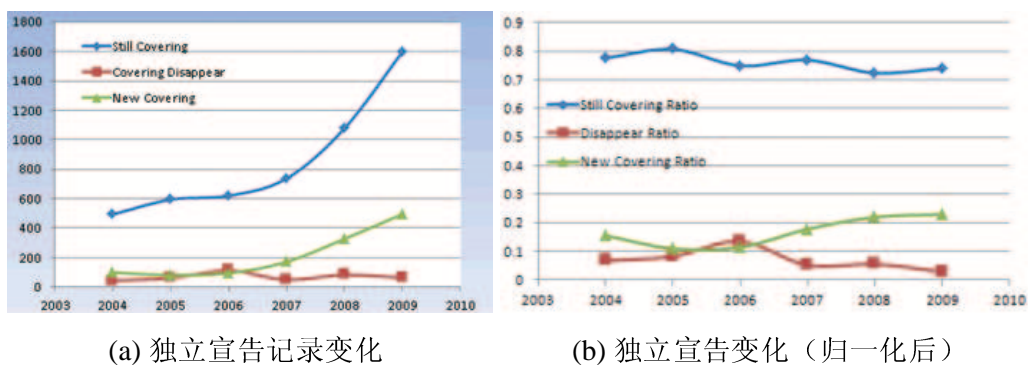 1800
1600
1400
1200
1000
800
600
400
200
0
Still Covering
Covering Disappear
New Covering
2003 2004 2005 2006 2007 2008 2009 2010
(a) 独立宣告记录变化
0.9
0.8
0.7
0.6
0.5
0.4
0.3
0.2
0.1
0
Still Covering Ratio
Disappear Ratio
New Covering Ratio
2003 2004 2005 2006 2007 2008 2009 2010
(b) 独立宣告变化（归一化后）